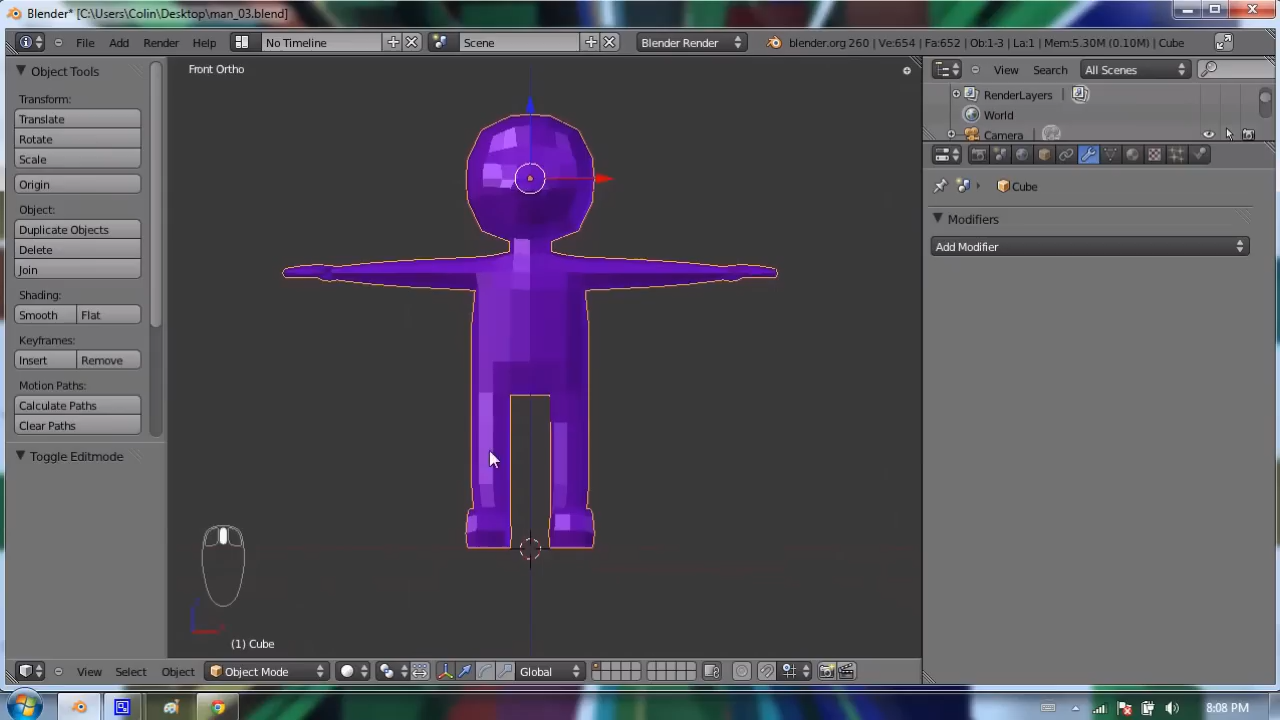 Blender* [C:\Users\Colin\Desktop\man_03.blend]
File Add Render Help No Timeline Scene Blender Render blender.org 260 | Ve:654 | Fa:652 | Ob:1-3 | La:1 | Mem:5.30M (0.10M) | Cube
Object Tools
Transform:
Translate
Rotate
Scale
Origin
Object:
Duplicate Objects
Delete
Join
Shading:
Smooth Flat
Keyframes:
Insert Remove
Motion Paths:
Calculate Paths
Clear Paths
Toggle Editmode
Front Ortho
(1) Cube
View Select Object Object Mode Global
View Search All Scenes
RenderLayers
World
Camera
Cube
Modifiers
Add Modifier
8:08 PM